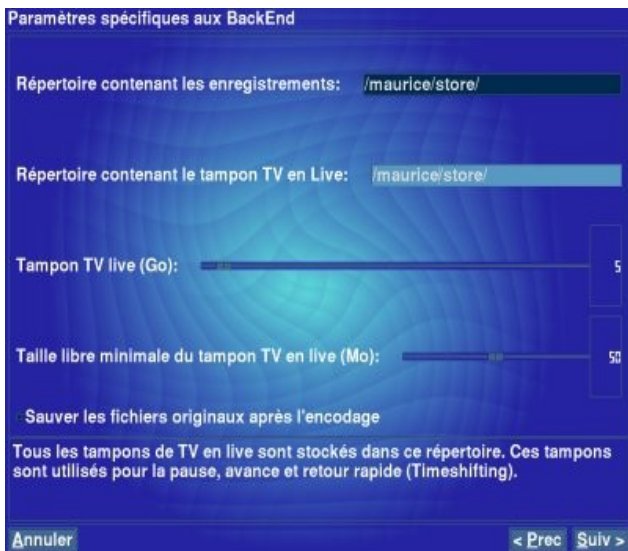 Paramètres spécifiques aux BackEnd
Répertoire contenant les enregistrements: /maurice/store/
Répertoire contenant le tampon TV en Live: /maurice/store/
Tampon TV live (Go): 5
Taille libre minimale du tampon TV en live (Mo): 50
Sauver les fichiers originaux après l'encodage
Tous les tampons de TV en live sont stockés dans ce répertoire. Ces tampons
sont utilisés pour la pause, avance et retour rapide (Timeshifting).
Annuler < Prec Suiv >